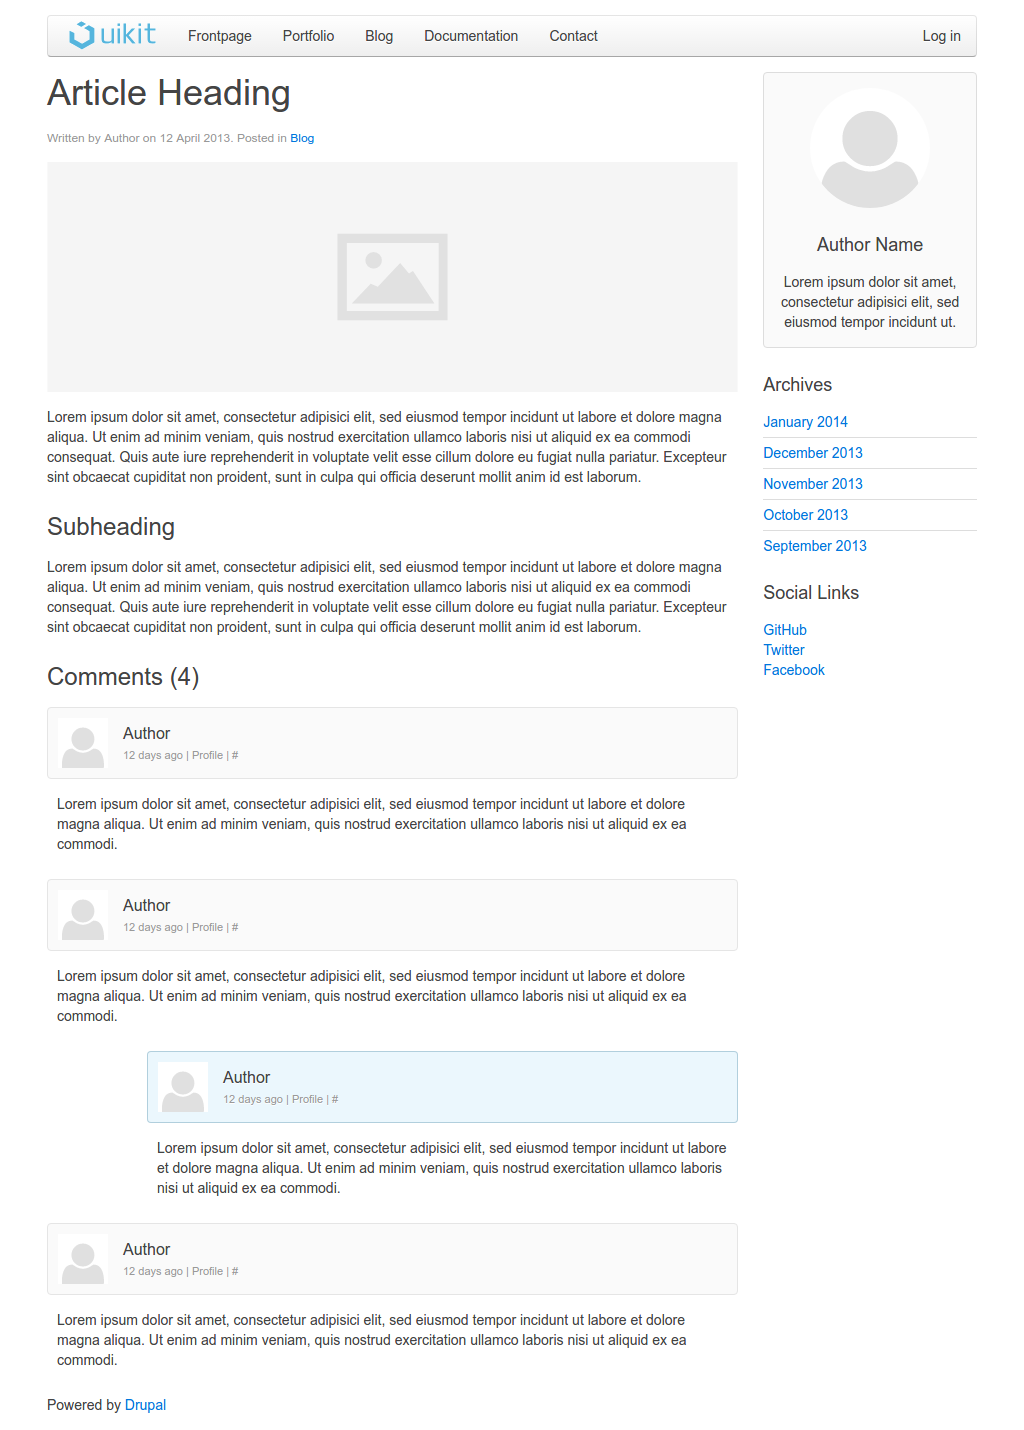 uikit Frontpage Portfolio Blog Documentation Contact Log in
Article Heading
Written by Author on 12 April 2013. Posted in Blog
Lorem ipsum dolor sit amet, consectetur adipisici elit, sed eiusmod tempor incidunt ut labore et dolore magna
aliqua. Ut enim ad minim veniam, quis nostrud exercitation ullamco laboris nisi ut aliquid ex ea commodi
consequat. Quis aute iure reprehenderit in voluptate velit esse cillum dolore eu fugiat nulla pariatur. Excepteur
sint obcaecat cupiditat non proident, sunt in culpa qui officia deserunt mollit anim id est laborum.
Subheading
Lorem ipsum dolor sit amet, consectetur adipisici elit, sed eiusmod tempor incidunt ut labore et dolore magna
aliqua. Ut enim ad minim veniam, quis nostrud exercitation ullamco laboris nisi ut aliquid ex ea commodi
consequat. Quis aute iure reprehenderit in voluptate velit esse cillum dolore eu fugiat nulla pariatur. Excepteur
sint obcaecat cupiditat non proident, sunt in culpa qui officia deserunt mollit anim id est laborum.
Comments (4)
Author
12 days ago | Profile | #
Lorem ipsum dolor sit amet, consectetur adipisici elit, sed eiusmod tempor incidunt ut labore et dolore
magna aliqua. Ut enim ad minim veniam, quis nostrud exercitation ullamco laboris nisi ut aliquid ex ea
commodi.
Author
12 days ago | Profile | #
Lorem ipsum dolor sit amet, consectetur adipisici elit, sed eiusmod tempor incidunt ut labore et dolore
magna aliqua. Ut enim ad minim veniam, quis nostrud exercitation ullamco laboris nisi ut aliquid ex ea
commodi.
Author
12 days ago | Profile | #
Lorem ipsum dolor sit amet, consectetur adipisici elit, sed eiusmod tempor incidunt ut labore
et dolore magna aliqua. Ut enim ad minim veniam, quis nostrud exercitation ullamco laboris
nisi ut aliquid ex ea commodi.
Author
12 days ago | Profile | #
Lorem ipsum dolor sit amet, consectetur adipisici elit, sed eiusmod tempor incidunt ut labore et dolore
magna aliqua. Ut enim ad minim veniam, quis nostrud exercitation ullamco laboris nisi ut aliquid ex ea
commodi.
Author Name
Lorem ipsum dolor sit amet,
consectetur adipisici elit, sed
eiusmod tempor incidunt ut.
Archives
January 2014
December 2013
November 2013
October 2013
September 2013
Social Links
GitHub
Twitter
Facebook
Powered by Drupal